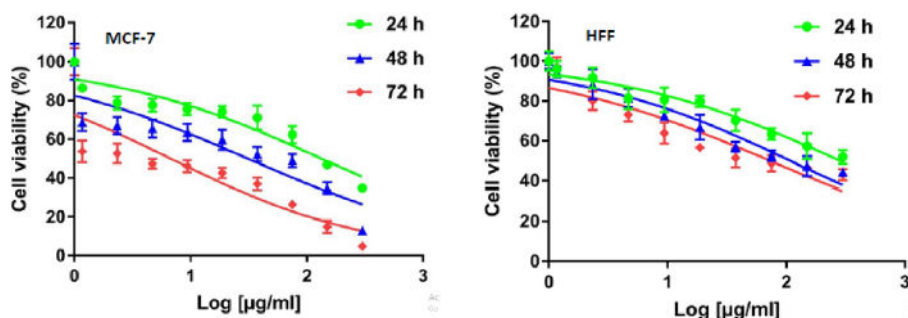 MCF-7
24 h
48 h
72 h
Cell viability (%)
120
100
80
60
40
20
0
0 1 2 3
Log [µg/ml]
HFF
24 h
48 h
72 h
Cell viability (%)
120
100
80
60
40
20
0
0 1 2 3
Log [µg/ml]